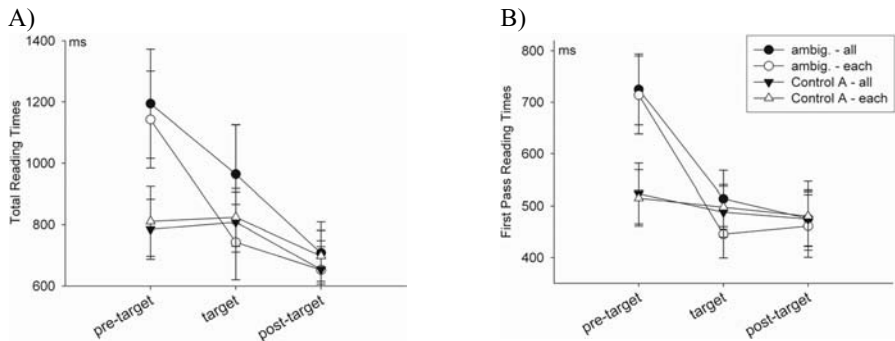 A)
1400
ms
1200
1000
800
600
Total Reading Times
pre-target
target
post-target
B)
800
ms
700
600
500
400
First Pass Reading Times
pre-target
target
post-target
ambig. - all
ambig. - each
Control A - all
Control A - each